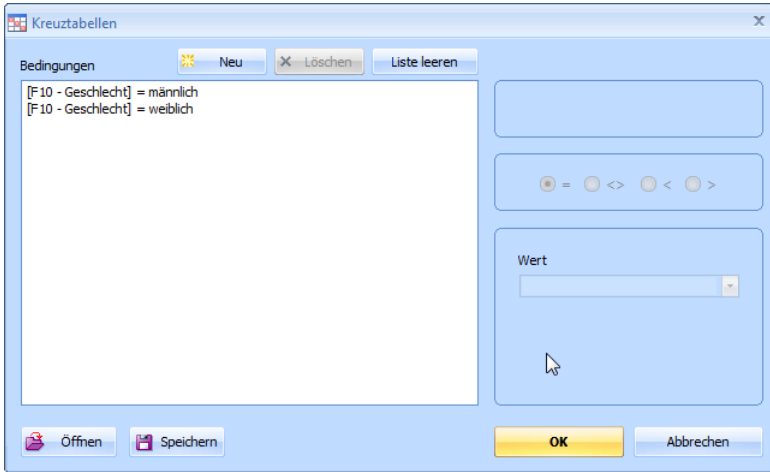 Kreuztabellen
x
Bedingungen
Neu
Löschen
Liste leeren
[F10 - Geschlecht] = männlich
[F10 - Geschlecht] = weiblich
= <> < >
Wert
Öffnen
Speichern
OK
Abbrechen